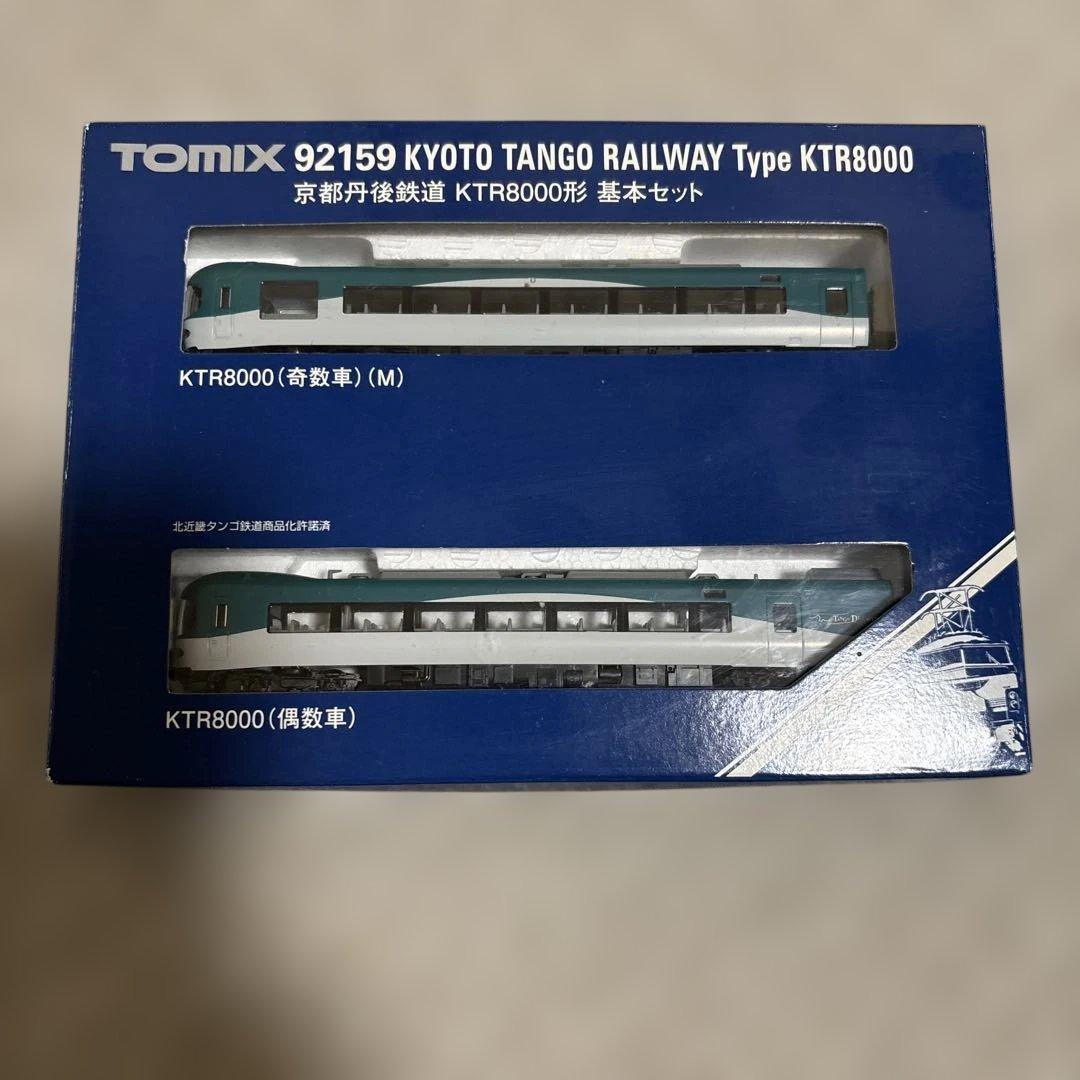 TOMIX 92159 KYOTO TANGO RAILWAY Type KTR8000
京都丹後鉄道 KTR8000形 基本セット
KTR8000(奇数車)(M)
北近畿タンゴ鉄道商品化許諾済
KTR8000(偶数車)